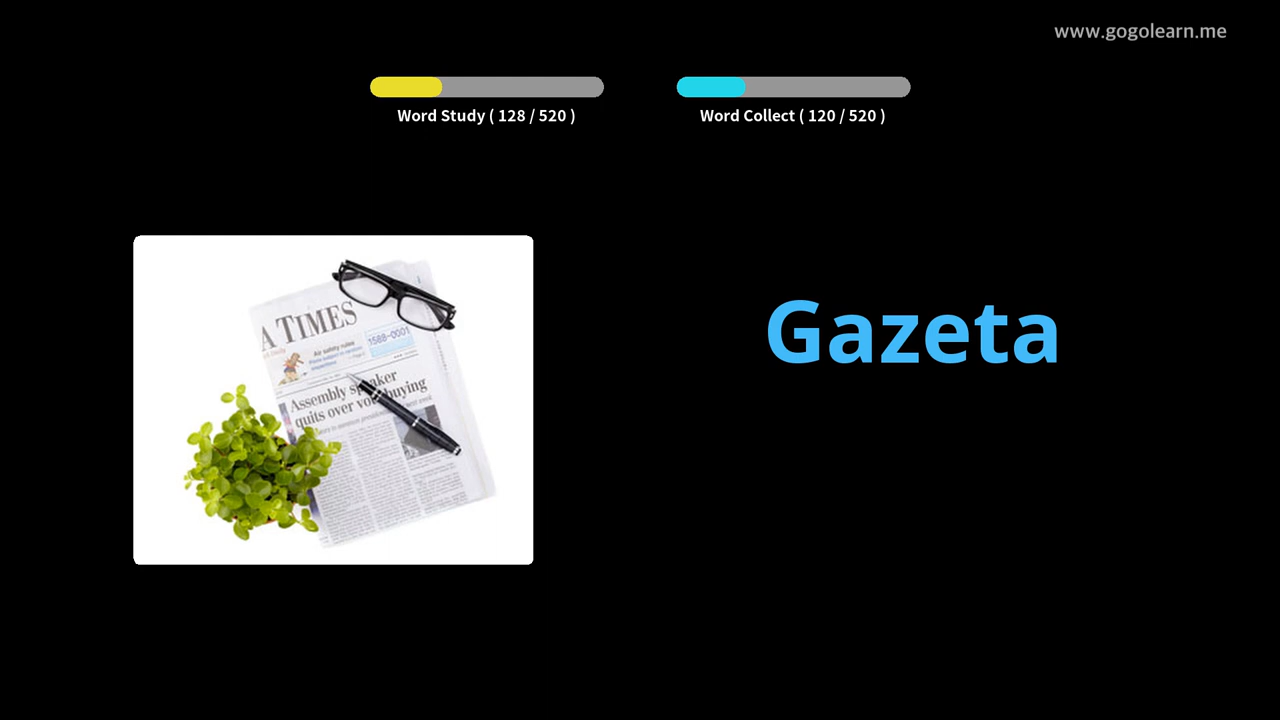 www.gogolearn.me
Word Study ( 128 / 520 )
Word Collect ( 120 / 520 )
Gazeta
A TIMES
Air safety rules
1588-0001
Assembly speaker
quits over vote buying